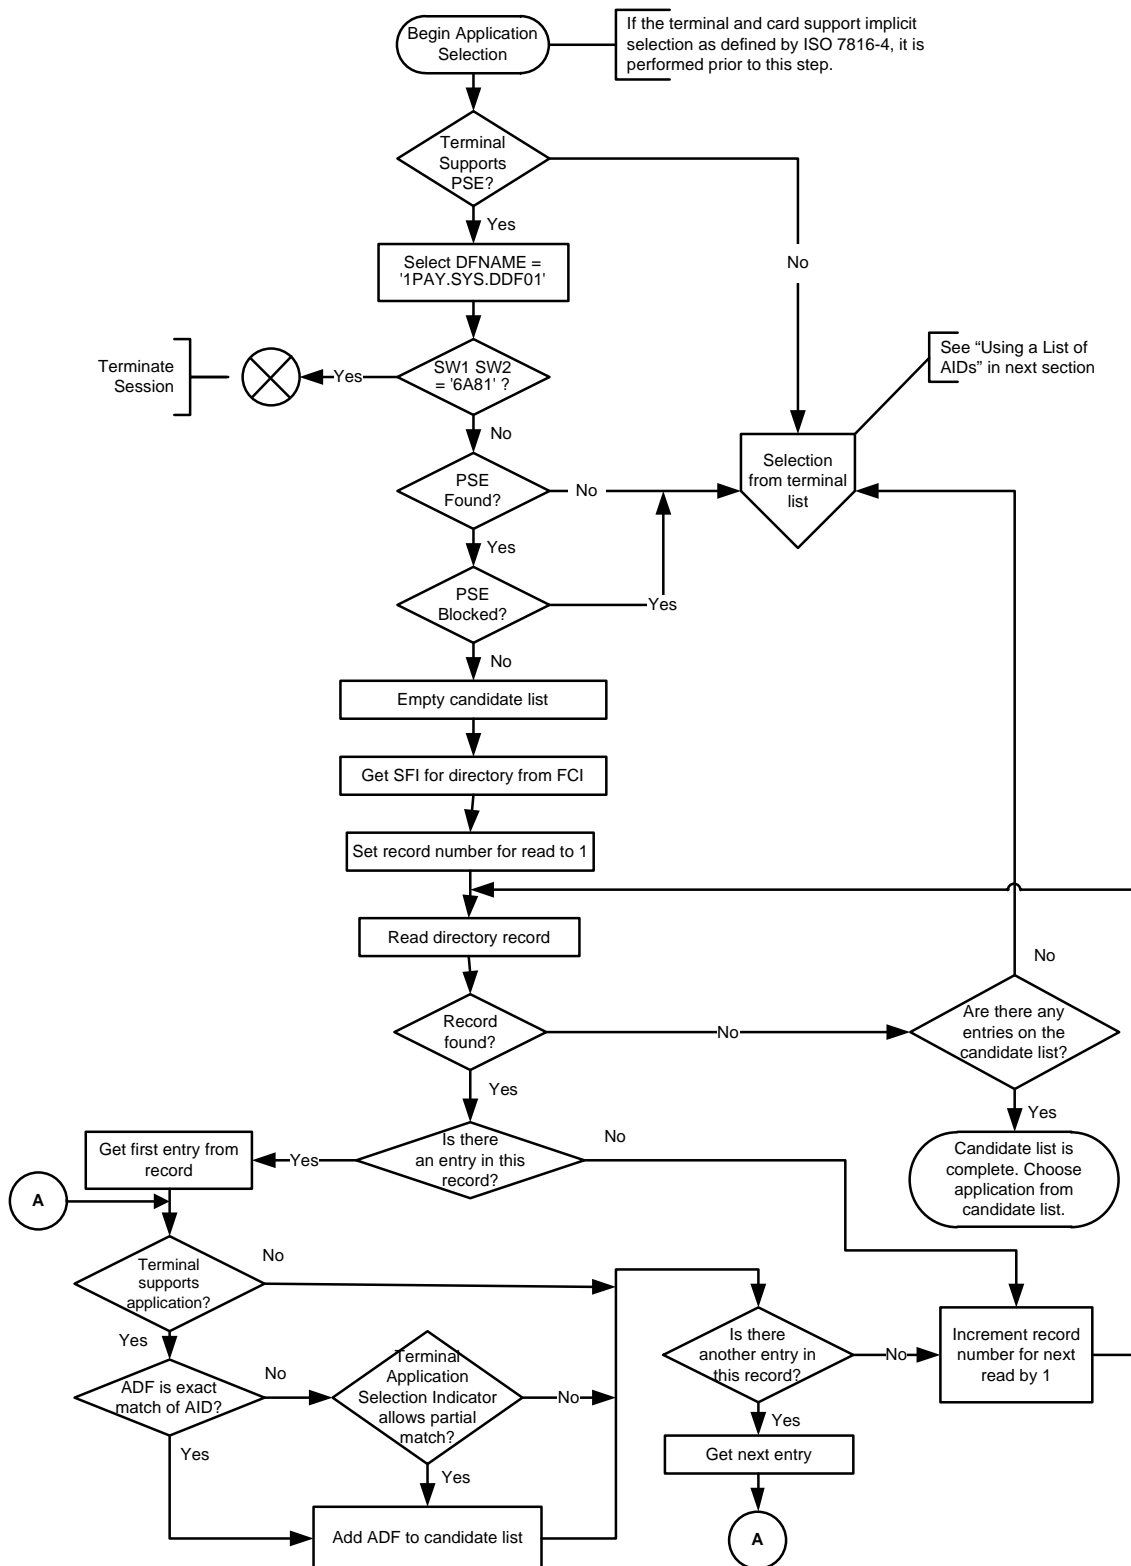 Begin Application
Selection
If the terminal and card support implicit
selection as defined by ISO 7816-4, it is
performed prior to this step.
Terminal
Supports
PSE?
Yes
No
Select DFNAME =
'1PAY.SYS.DDF01'
Terminate
Session
Yes
SW1 SW2
= '6A81' ?
See “Using a List of
AIDs” in next section
No
PSE
Found?
No
Selection
from terminal
list
Yes
PSE
Blocked?
Yes
No
Empty candidate list
Get SFI for directory from FCI
Set record number for read to 1
Read directory record
No
Record
found?
No
Are there any
entries on the
candidate list?
Yes
Yes
Get first entry from
record
Yes
Is there
an entry in this
record?
No
Candidate list is
complete. Choose
application from
candidate list.
A
Terminal
supports
application?
No
Yes
ADF is exact
match of AID?
No
Terminal
Application
Selection Indicator
allows partial
match?
No
Is there
another entry in
this record?
No
Increment record
number for next
read by 1
Yes
Yes
Yes
Get next entry
Add ADF to candidate list
A